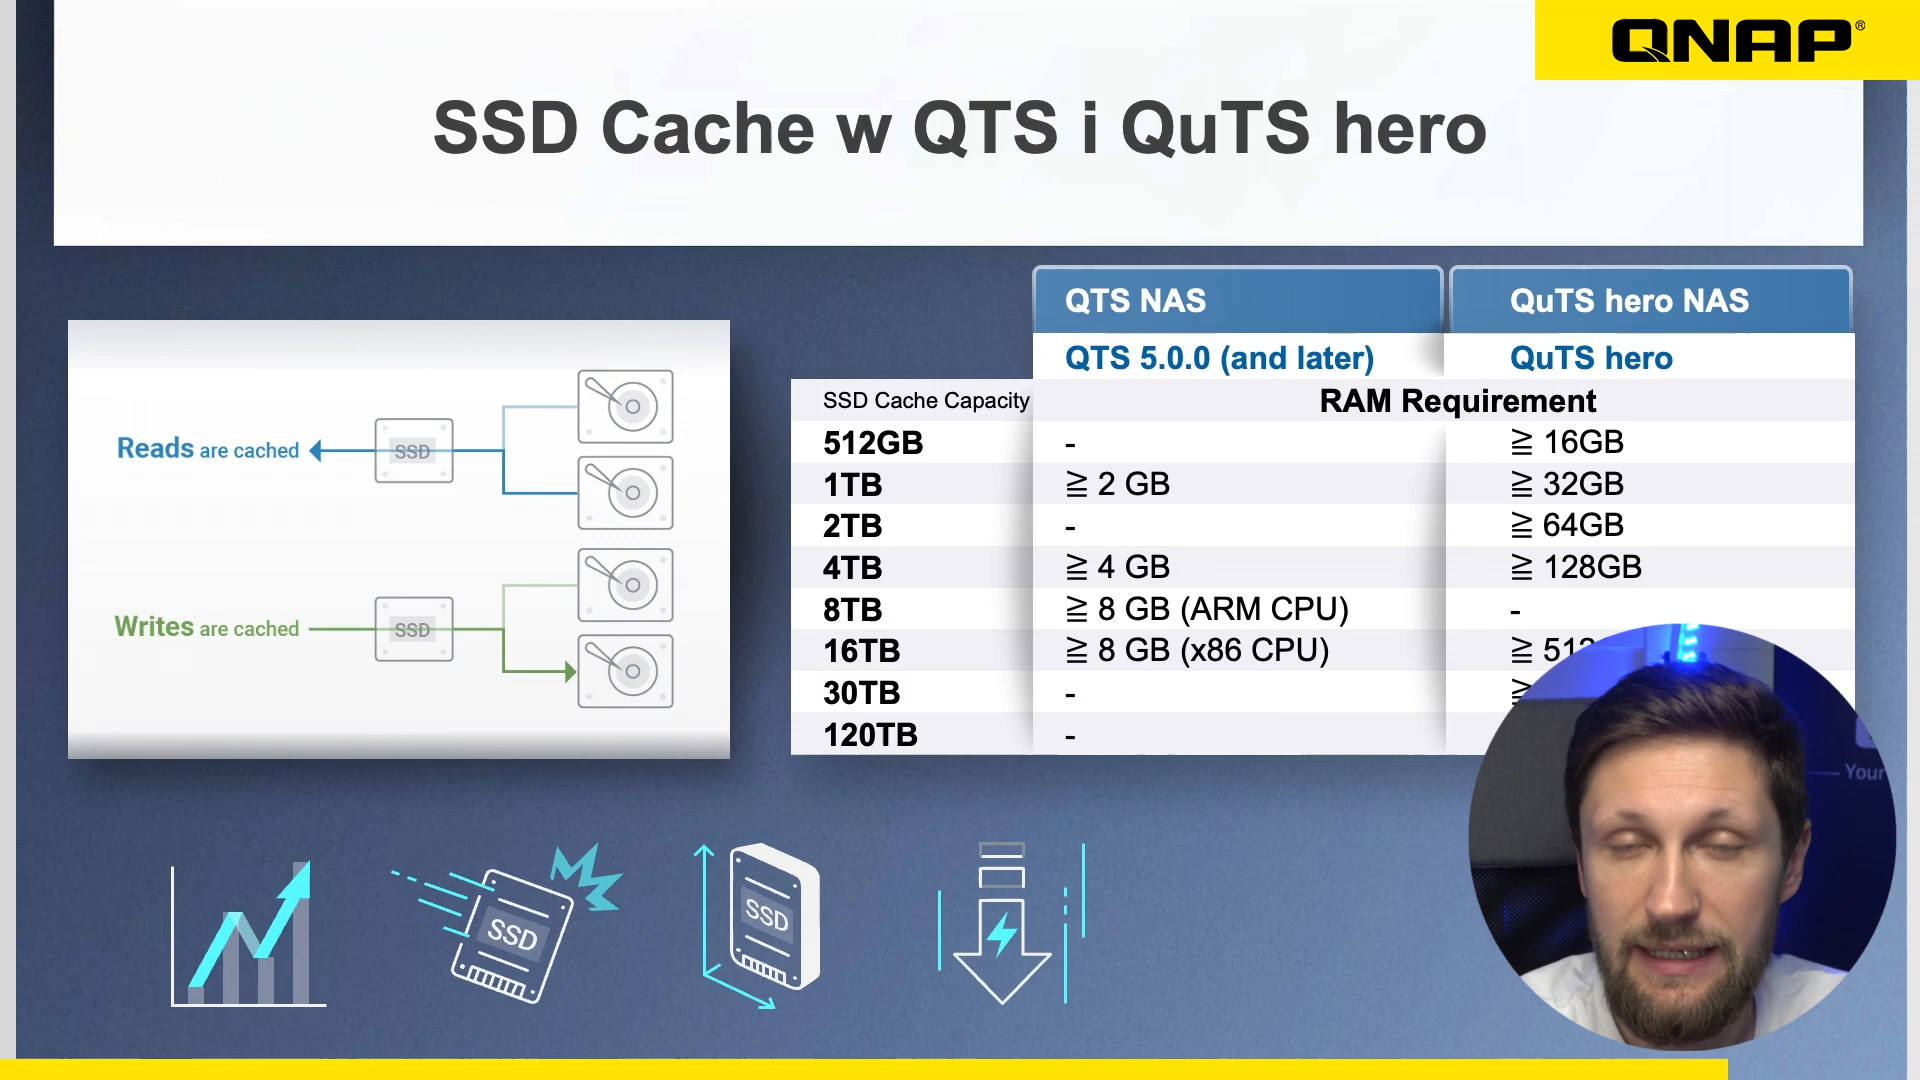 QNAP®
SSD Cache w QTS i QuTS hero
Reads are cached
SSD
Writes are cached
SSD
QTS NAS QuTS hero NAS
QTS 5.0.0 (and later) QuTS hero
SSD Cache Capacity RAM Requirement
512GB - ≧ 16GB
1TB ≧ 2 GB ≧ 32GB
2TB - ≧ 64GB
4TB ≧ 4 GB ≧ 128GB
8TB ≧ 8 GB (ARM CPU) -
16TB ≧ 8 GB (x86 CPU) ≧
30TB - ≧
120TB -
Your
SSD
SSD